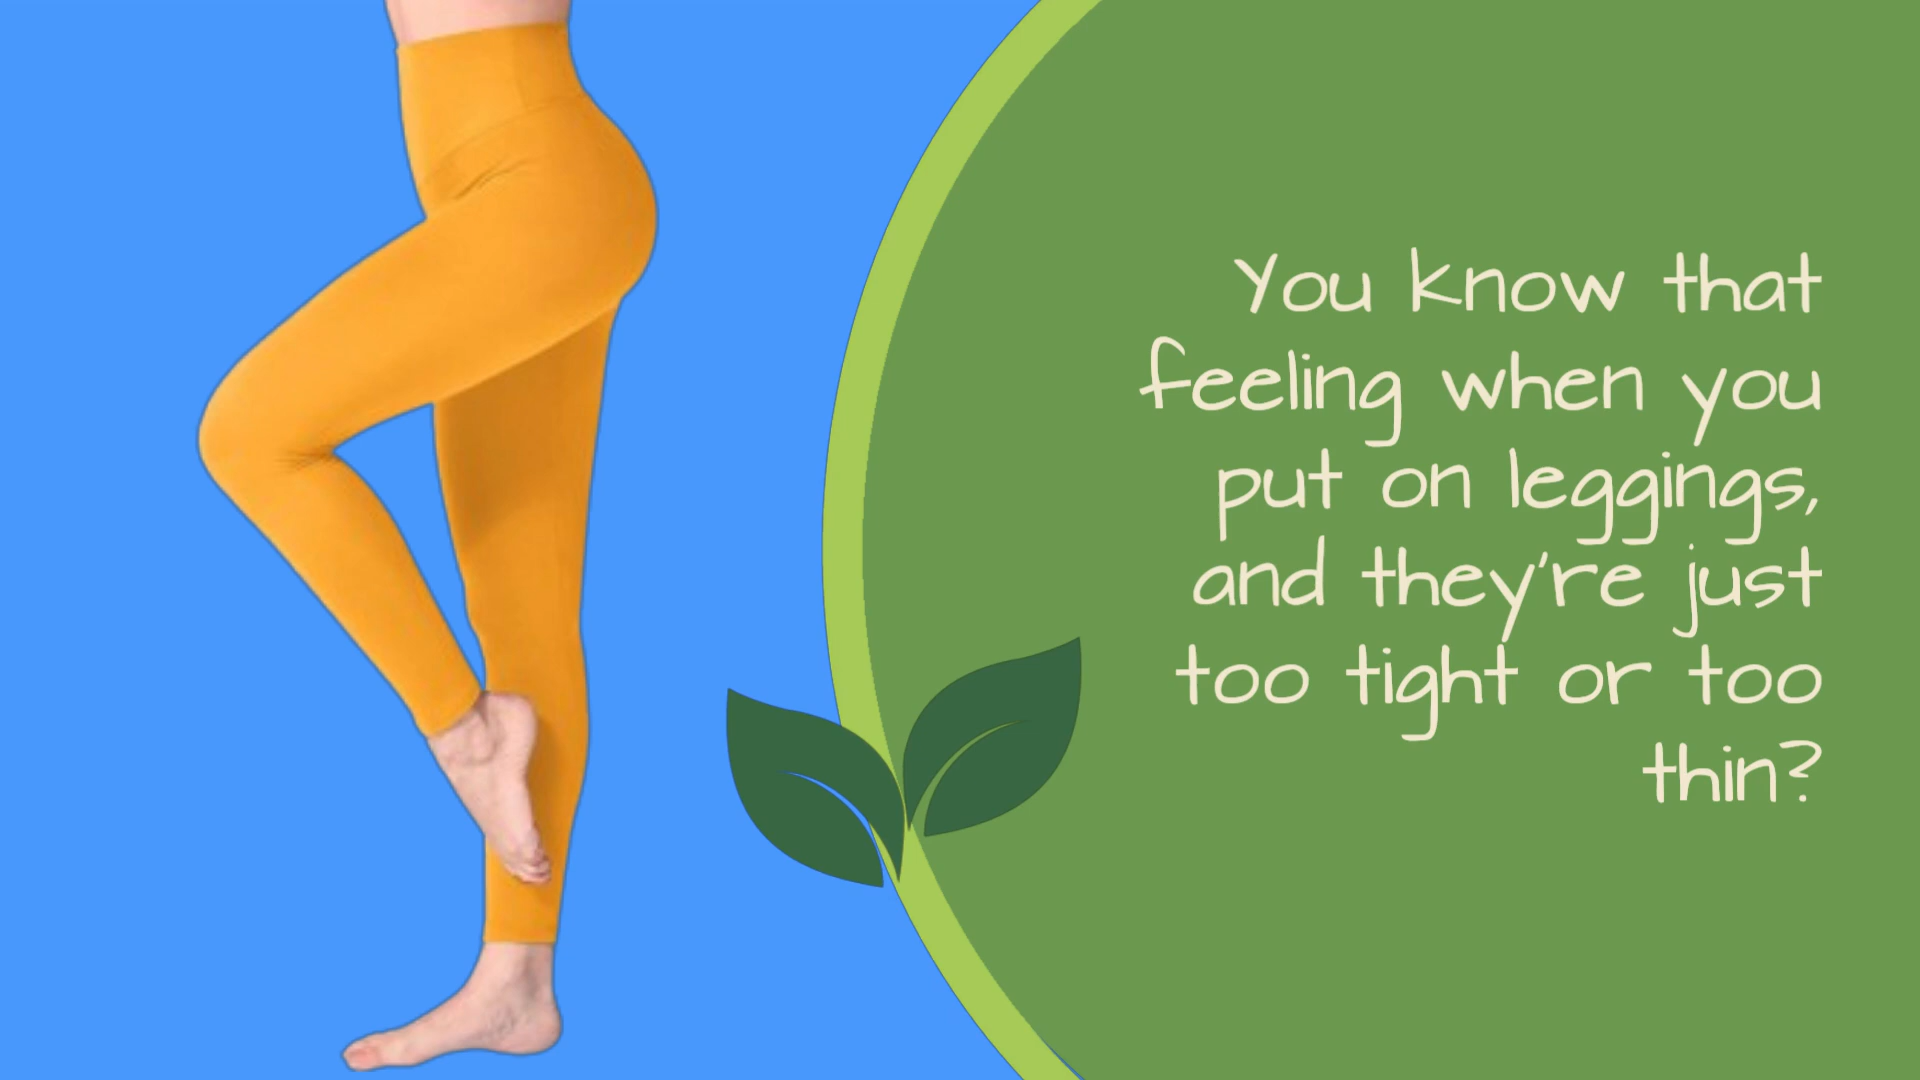 You know that
feeling when you
put on leggings,
and they're just
too tight or too
thin?